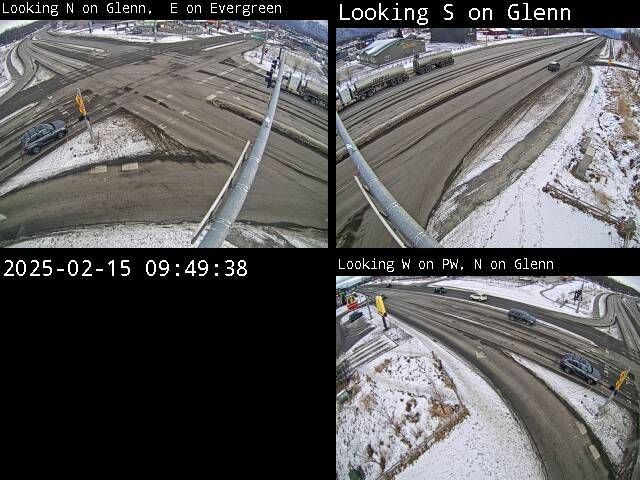 Looking N on Glenn,  E on Evergreen
Looking S on Glenn
2025-02-15 09:49:38
Looking W on PW, N on Glenn